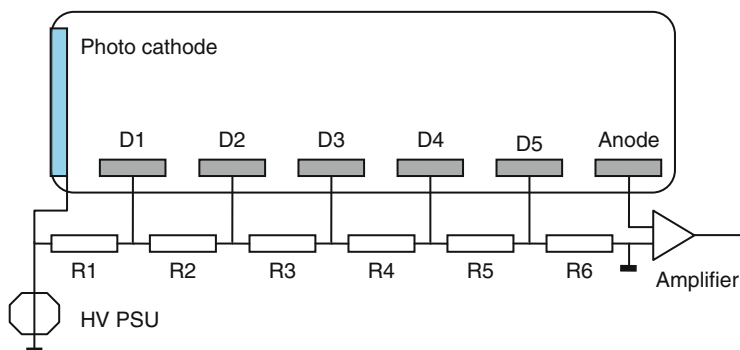 Photo cathode
D1 D2 D3 D4 D5 Anode
R1 R2 R3 R4 R5 R6
Amplifier
HV PSU